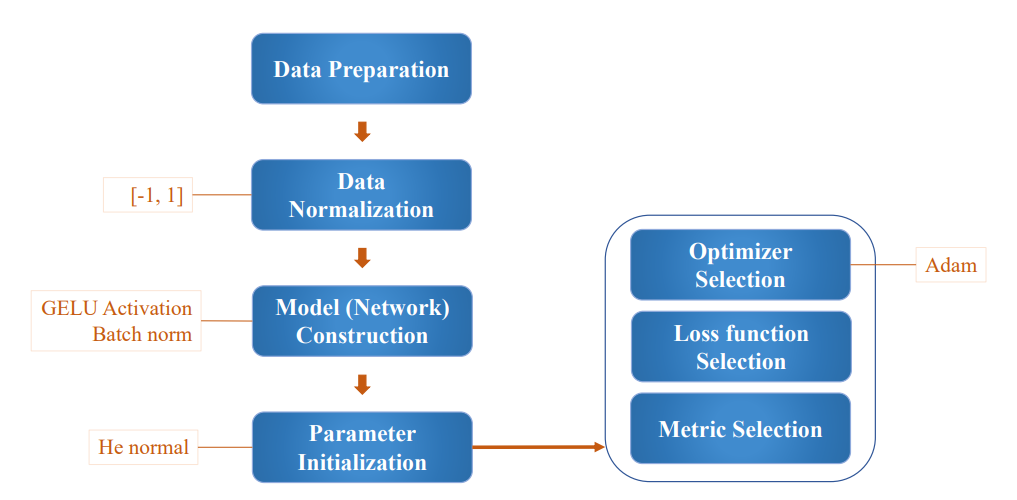 Data Preparation
Data
Normalization
[-1, 1]
Model (Network)
Construction
GELU Activation
Batch norm
Parameter
Initialization
He normal
Optimizer
Selection
Adam
Loss function
Selection
Metric Selection